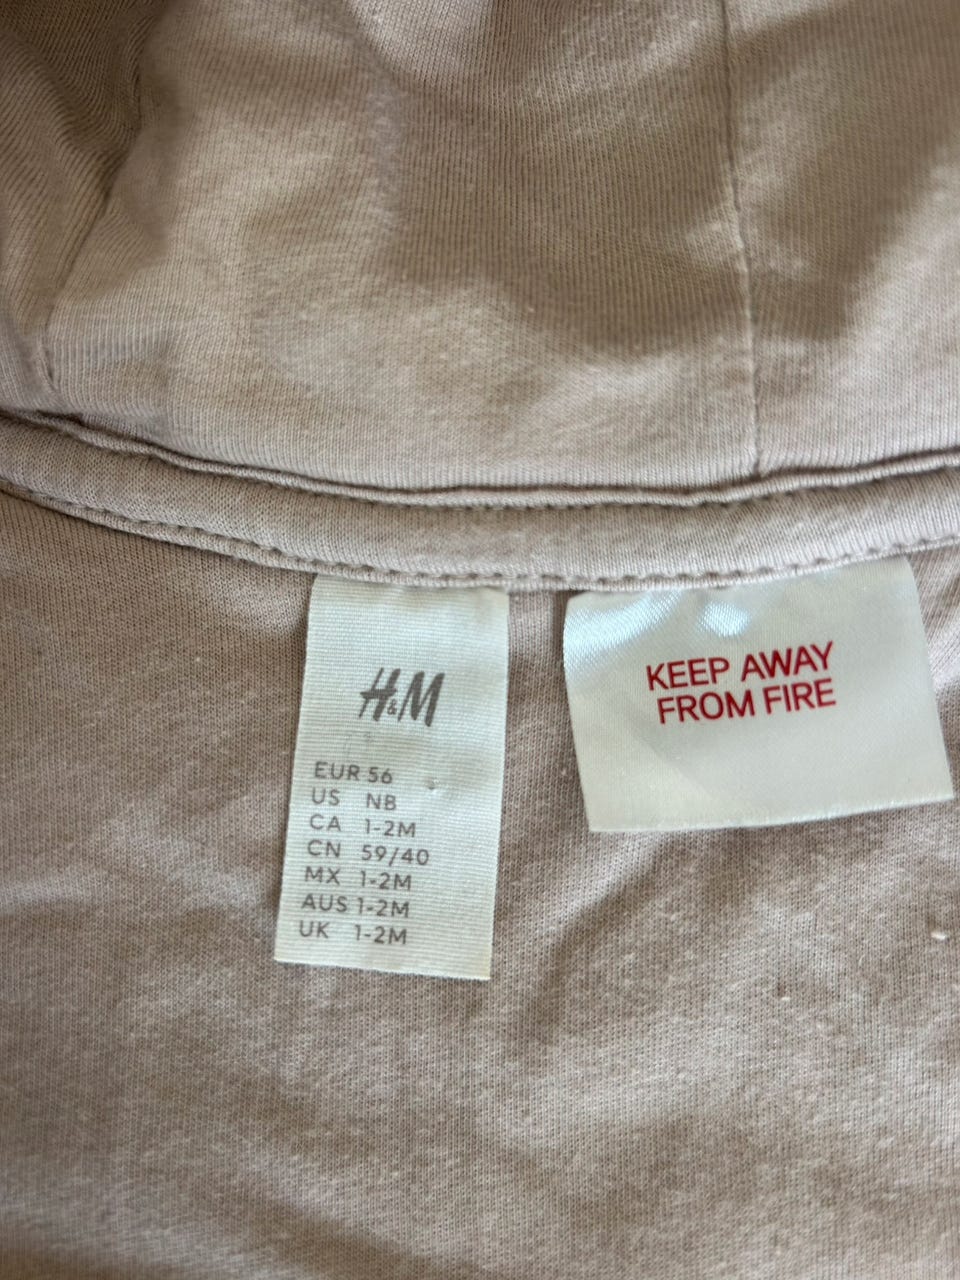 H&M
EUR 56
US NB
CA 1-2M
CN 59/40
MX 1-2M
AUS 1-2M
UK 1-2M
KEEP AWAY
FROM FIRE